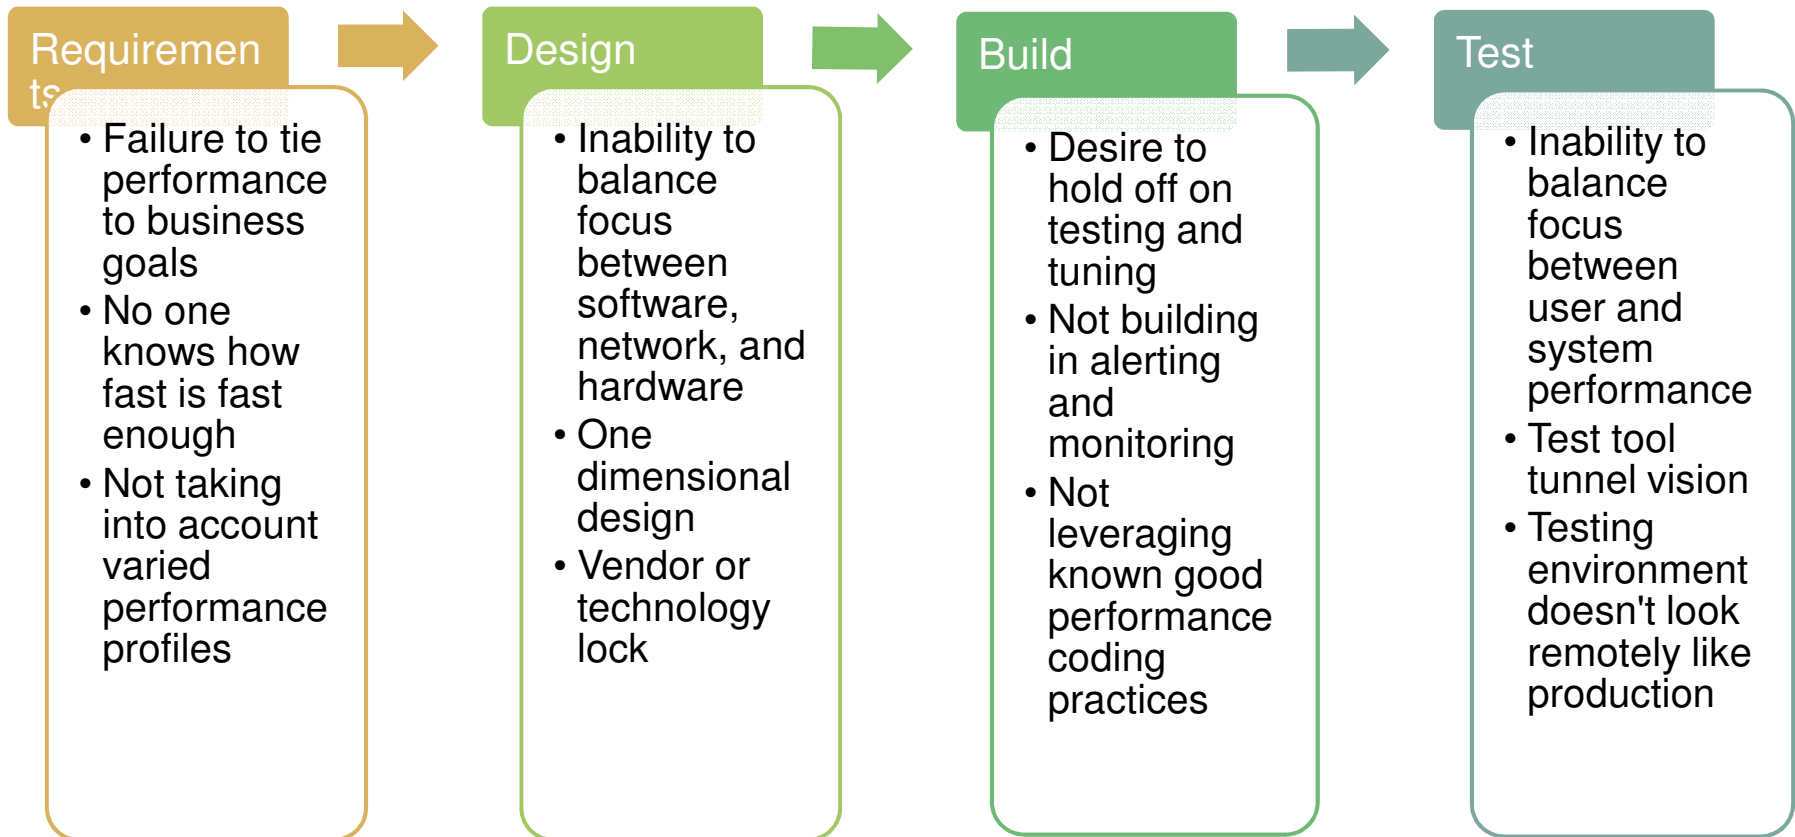 Requiremen
ts
• Failure to tie
performance
to business
goals
• No one
knows how
fast is fast
enough
• Not taking
into account
varied
performance
profiles
Design
• Inability to
balance
focus
between
software,
network, and
hardware
• One
dimensional
design
• Vendor or
technology
lock
Build
• Desire to
hold off on
testing and
tuning
• Not building
in alerting
and
monitoring
• Not
leveraging
known good
performance
coding
practices
Test
• Inability to
balance
focus
between
user and
system
performance
• Test tool
tunnel vision
• Testing
environment
doesn't look
remotely like
production